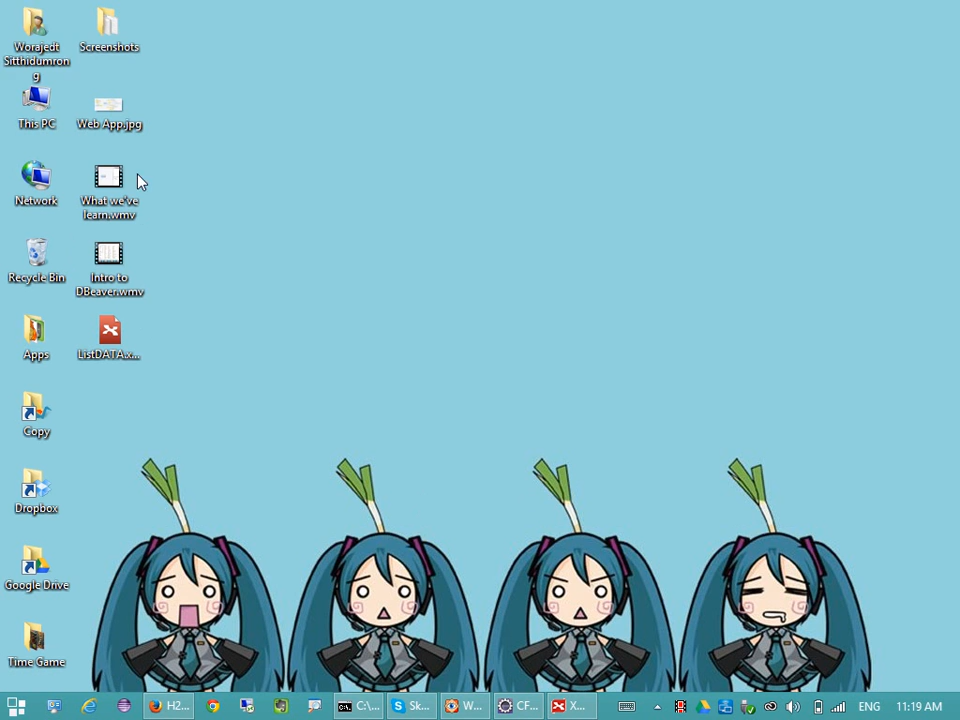 Worajedt
Sitthidumron
g
Screenshots
This PC
Web App.jpg
Network
What we've
learn.wmv
Recycle Bin
Intro to
DBeaver.wmv
Apps
ListDATA.x...
Copy
Dropbox
Google Drive
Time Game
H2...
C:\...
Sk...
W...
CF...
X...
ENG
11:19 AM